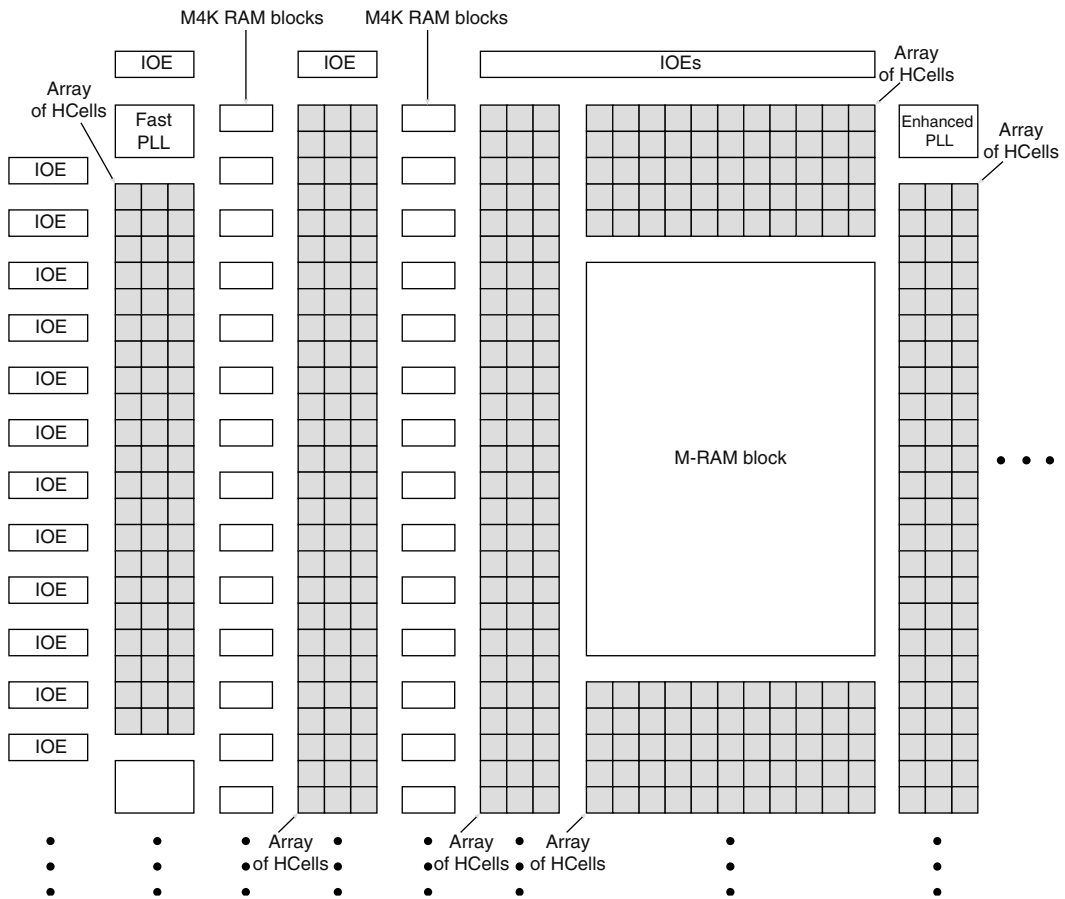 M4K RAM blocks
M4K RAM blocks
IOE
IOE
IOEs
Array
of HCells
Array
of HCells
Fast
PLL
Enhanced
PLL
Array
of HCells
IOE
IOE
IOE
IOE
IOE
IOE
M-RAM block
IOE
IOE
IOE
IOE
IOE
IOE
Array
of HCells
Array
of HCells
Array
of HCells